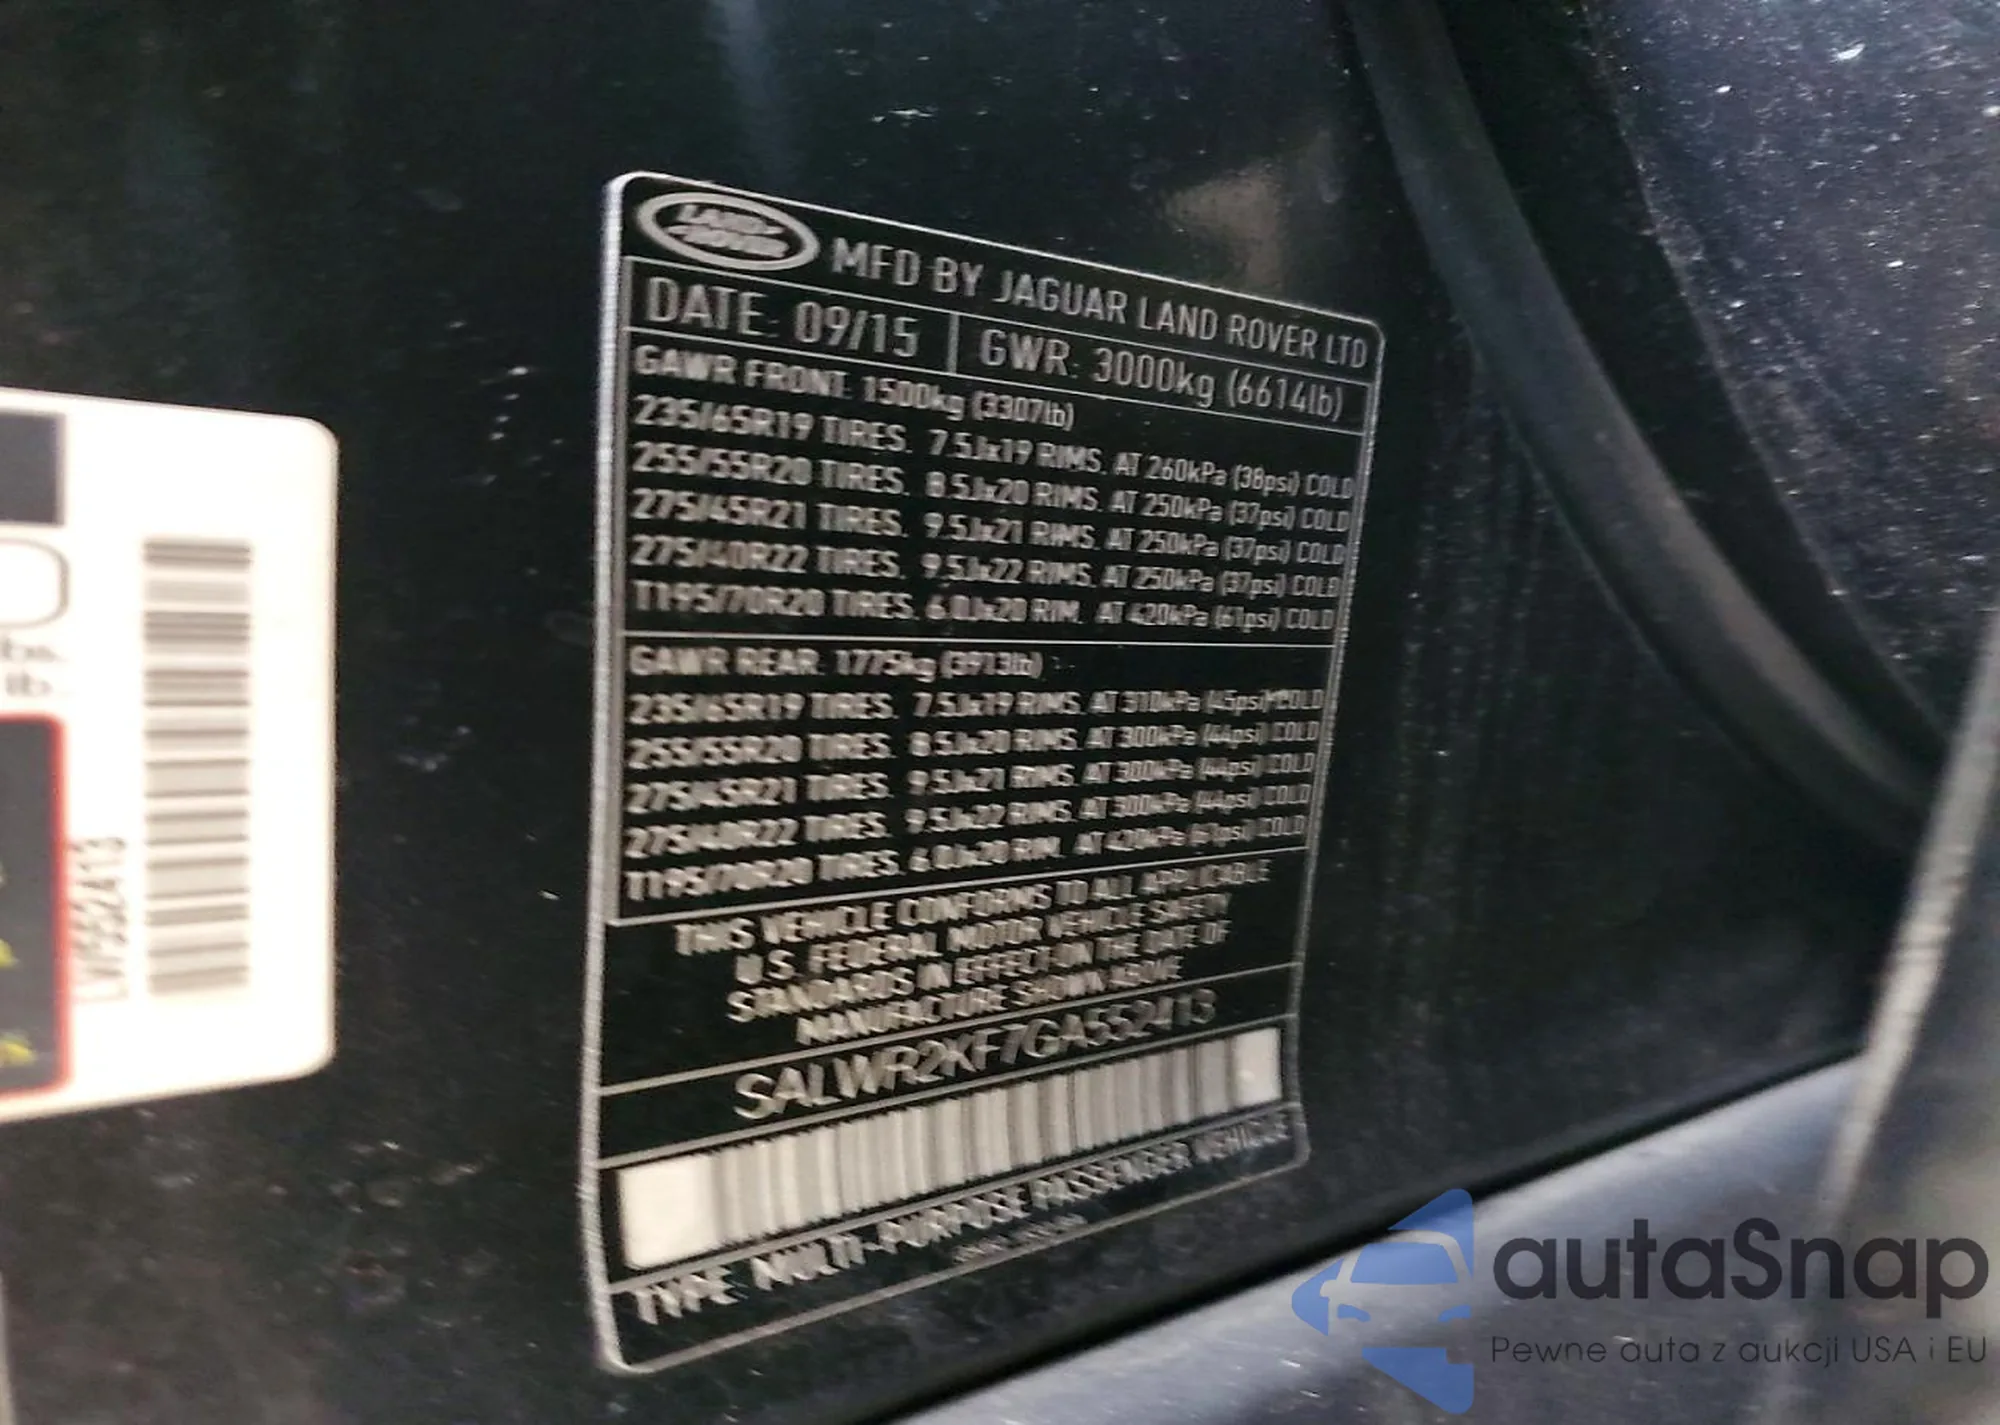 LAND ROVER
MFD BY JAGUAR LAND ROVER LTD
DATE: 09/15 GWR: 3000kg (6614lb)
GAWR FRONT: 1500kg (3307lb)
235/65R19 TIRES, 7.5Jx19 RIMS, AT 260kPa (38psi) COLD
255/55R20 TIRES, 8.5Jx20 RIMS, AT 250kPa (37psi) COLD
275/45R21 TIRES, 9.5Jx21 RIMS, AT 250kPa (37psi) COLD
275/40R22 TIRES, 9.5Jx22 RIMS, AT 250kPa (37psi) COLD
T195/70R20 TIRES, 6.0Jx20 RIM, AT 420kPa (61psi) COLD
GAWR REAR: 1775kg (3913lb)
235/65R19 TIRES, 7.5Jx19 RIMS, AT 310kPa (45psi) COLD
255/55R20 TIRES, 8.5Jx20 RIMS, AT 300kPa (44psi) COLD
275/45R21 TIRES, 9.5Jx21 RIMS, AT 300kPa (44psi) COLD
275/40R22 TIRES, 9.5Jx22 RIMS, AT 300kPa (44psi) COLD
T195/70R20 TIRES, 6.0Jx20 RIM, AT 420kPa (61psi) COLD
THIS VEHICLE CONFORMS TO ALL APPLICABLE
U.S. FEDERAL MOTOR VEHICLE SAFETY
STANDARDS IN EFFECT ON THE DATE OF
MANUFACTURE SHOWN ABOVE
SALWR2KF7GA552413
TYPE: MULTI-PURPOSE PASSENGER VEHICLE
lbs.
lb.
552413
autaSnap
Pewne auta z aukcji USA i EU